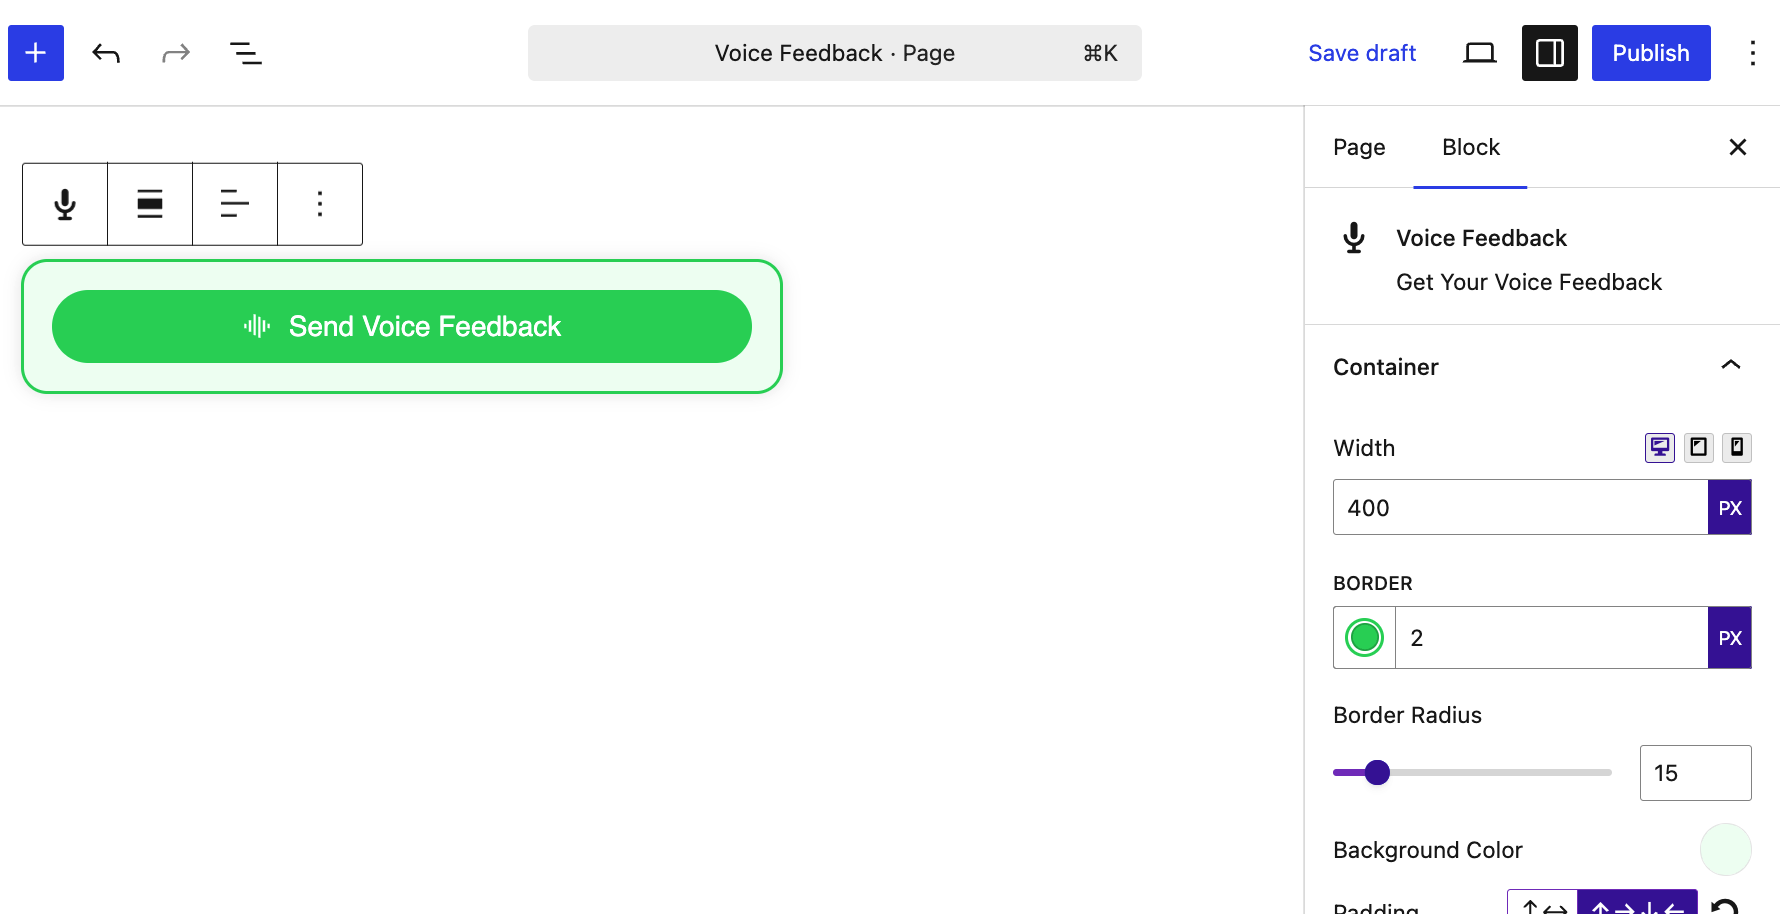 Voice Feedback · Page ⌘K
Save draft
Publish
Page
Block
Send Voice Feedback
Voice Feedback
Get Your Voice Feedback
Container
Width
400
PX
BORDER
2
PX
Border Radius
15
Background Color
Padding